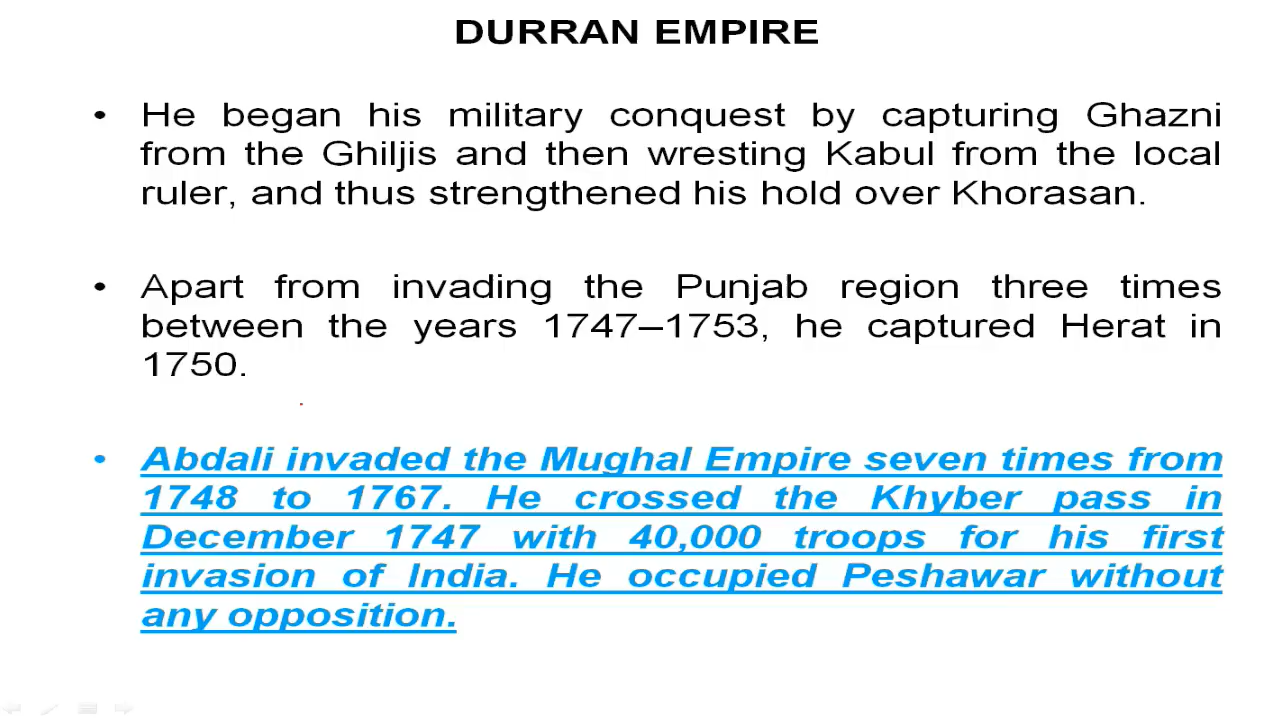 DURRAN EMPIRE
• He began his military conquest by capturing Ghazni
from the Ghiljis and then wresting Kabul from the local
ruler, and thus strengthened his hold over Khorasan.
• Apart from invading the Punjab region three times
between the years 1747–1753, he captured Herat in
1750.
• Abdali invaded the Mughal Empire seven times from
1748 to 1767. He crossed the Khyber pass in
December 1747 with 40,000 troops for his first
invasion of India. He occupied Peshawar without
any opposition.